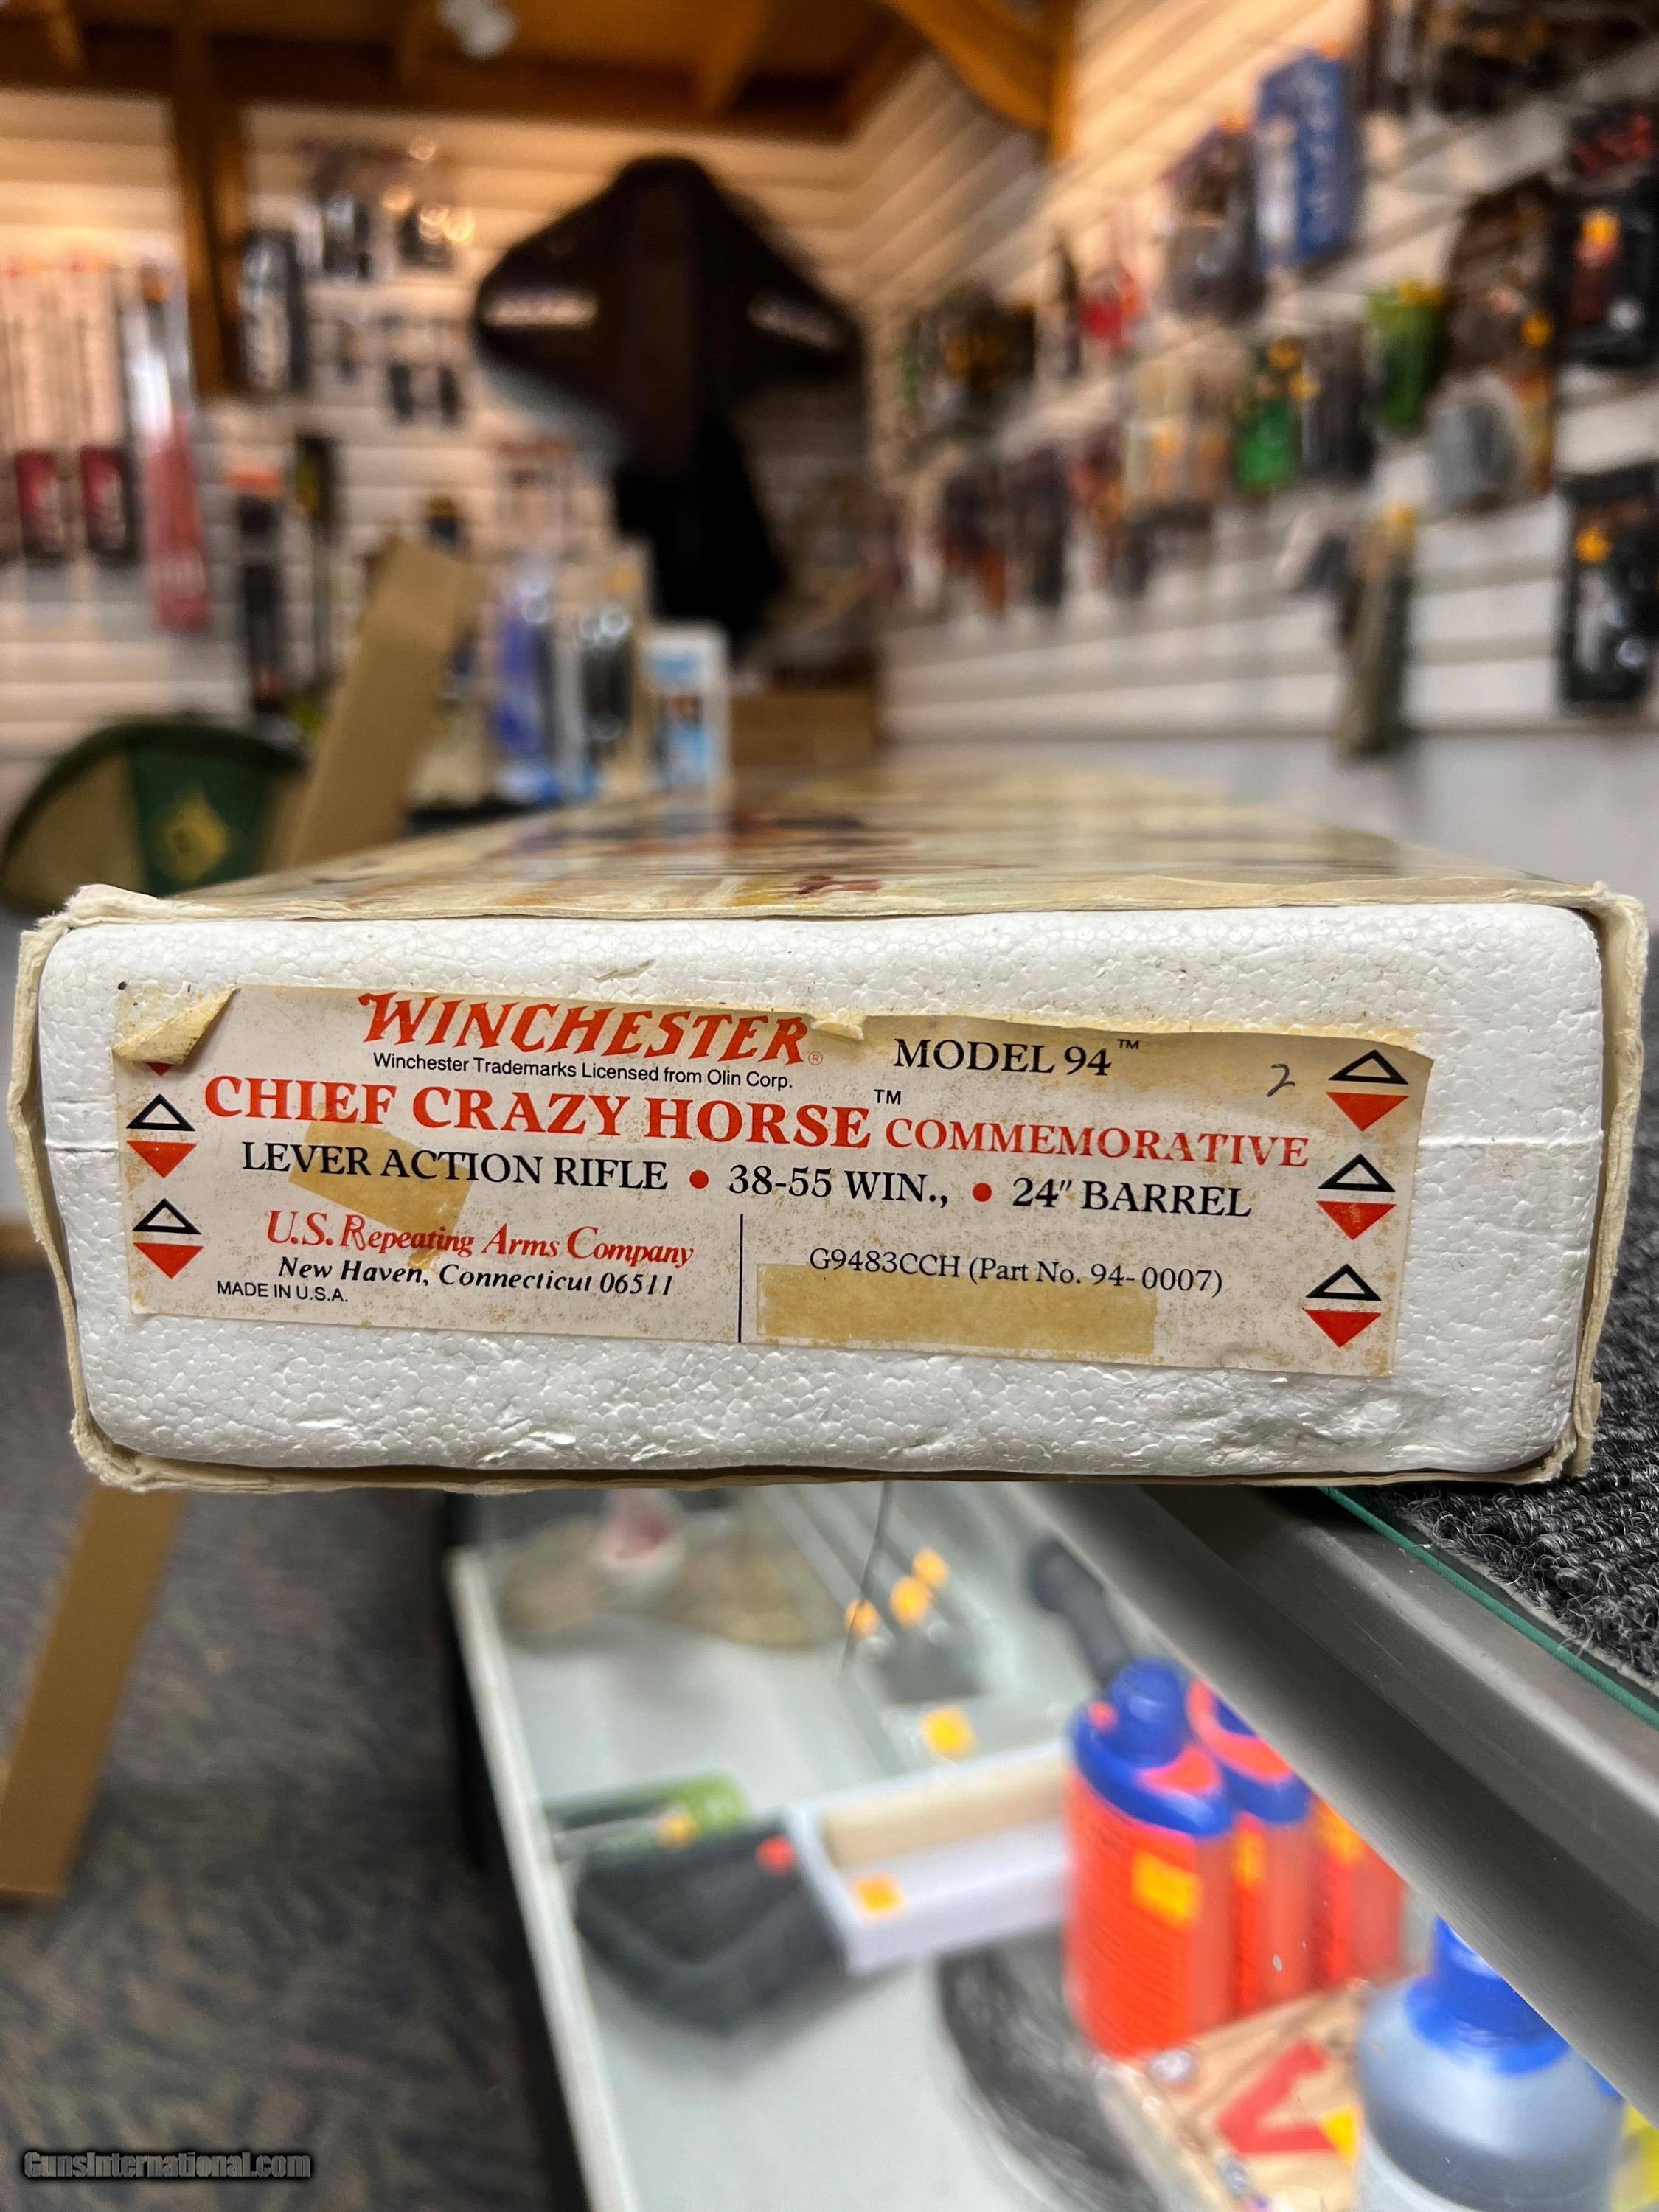 WINCHESTER®
Winchester Trademarks Licensed from Olin Corp.
MODEL 94™
2
CHIEF CRAZY HORSE™ COMMEMORATIVE
LEVER ACTION RIFLE • 38-55 WIN., • 24" BARREL
U.S. Repeating Arms Company
New Haven, Connecticut 06511
MADE IN U.S.A.
G9483CCH (Part No. 94-0007)
GunsInternational.com